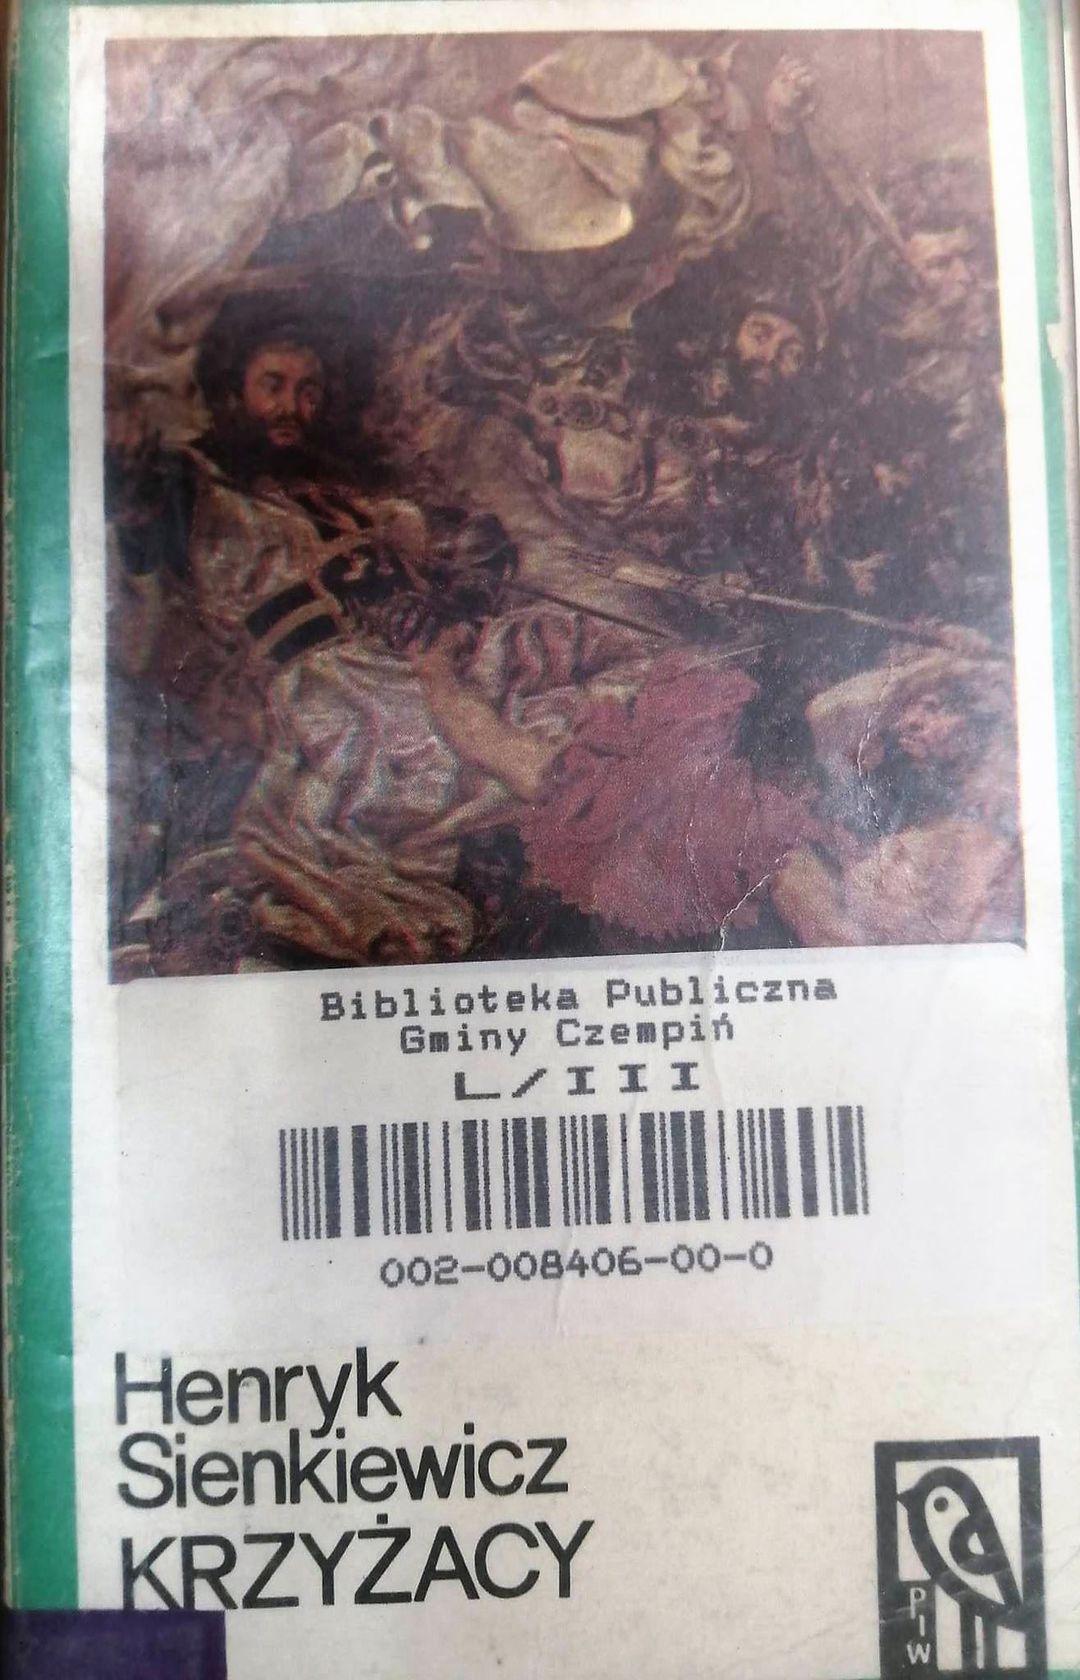 Biblioteka Publiczna
Gminy Czempiń
L/III
002-008406-00-0
Henryk
Sienkiewicz
KRZYŻACY
PIW